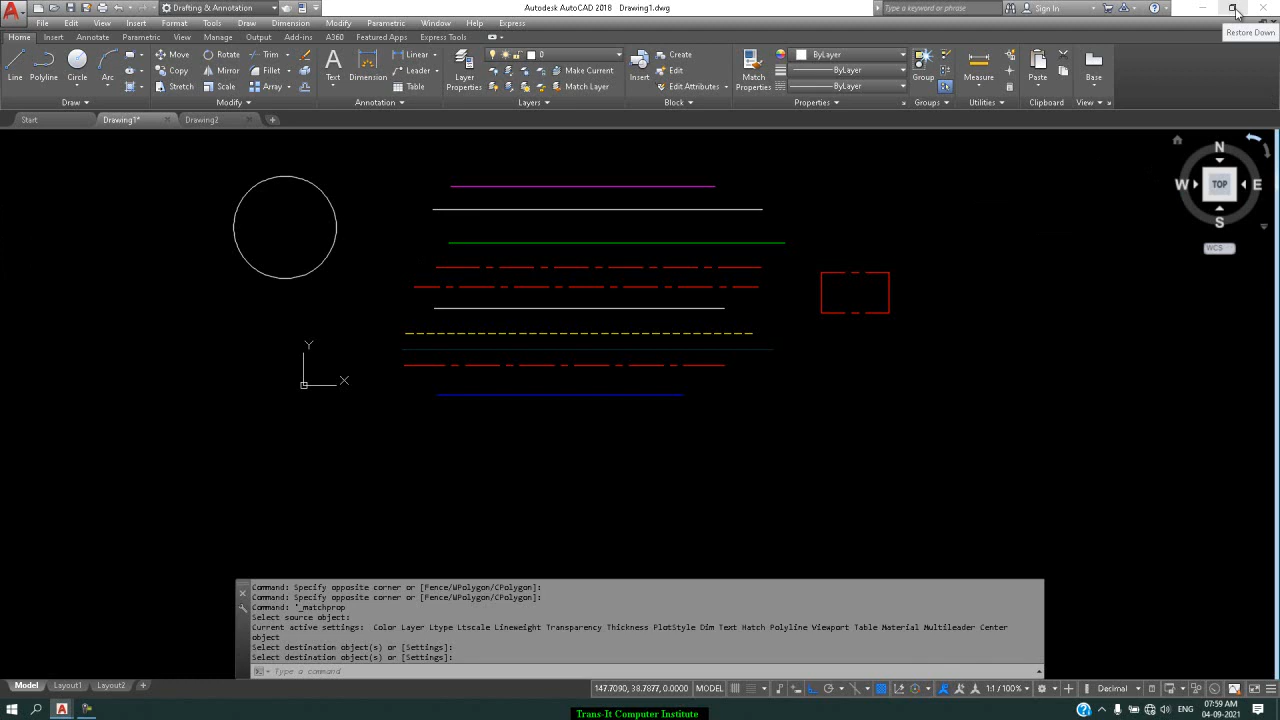 Drafting & Annotation
Autodesk AutoCAD 2018 Drawing1.dwg
Type a keyword or phrase
Sign In
Restore Down
File Edit View Insert Format Tools Draw Dimension Modify Parametric Window Help Express
Home Insert Annotate Parametric View Manage Output Add-ins A360 Featured Apps Express Tools
Line Polyline Circle Arc
Move Rotate Trim
Copy Mirror Fillet
Stretch Scale Array
Text Dimension
Linear
Leader
Table
Layer Properties
0
Make Current
Match Layer
Insert
Create
Edit
Edit Attributes
Match Properties
ByLayer
ByLayer
ByLayer
Group
Measure
Paste
Base
Draw Modify Annotation Layers Block Properties Groups Utilities Clipboard View
Start Drawing1* Drawing2
N
W TOP E
S
WCS
Y
X
Command: Specify opposite corner or [Fence/WPolygon/CPolygon]:
Command: Specify opposite corner or [Fence/WPolygon/CPolygon]:
Command: '_matchprop
Select source object:
Current active settings: Color Layer Ltype Ltscale Lineweight Transparency Thickness PlotStyle Dim Text Hatch Polyline Viewport Table Material Multileader Center
object
Select destination object(s) or [Settings]:
Select destination object(s) or [Settings]:
Type a command
Model Layout1 Layout2
147.7090, 38.7877, 0.0000 MODEL
1:1 / 100%
Decimal
07:59 AM
04-09-2021
Trans-It Computer Institute